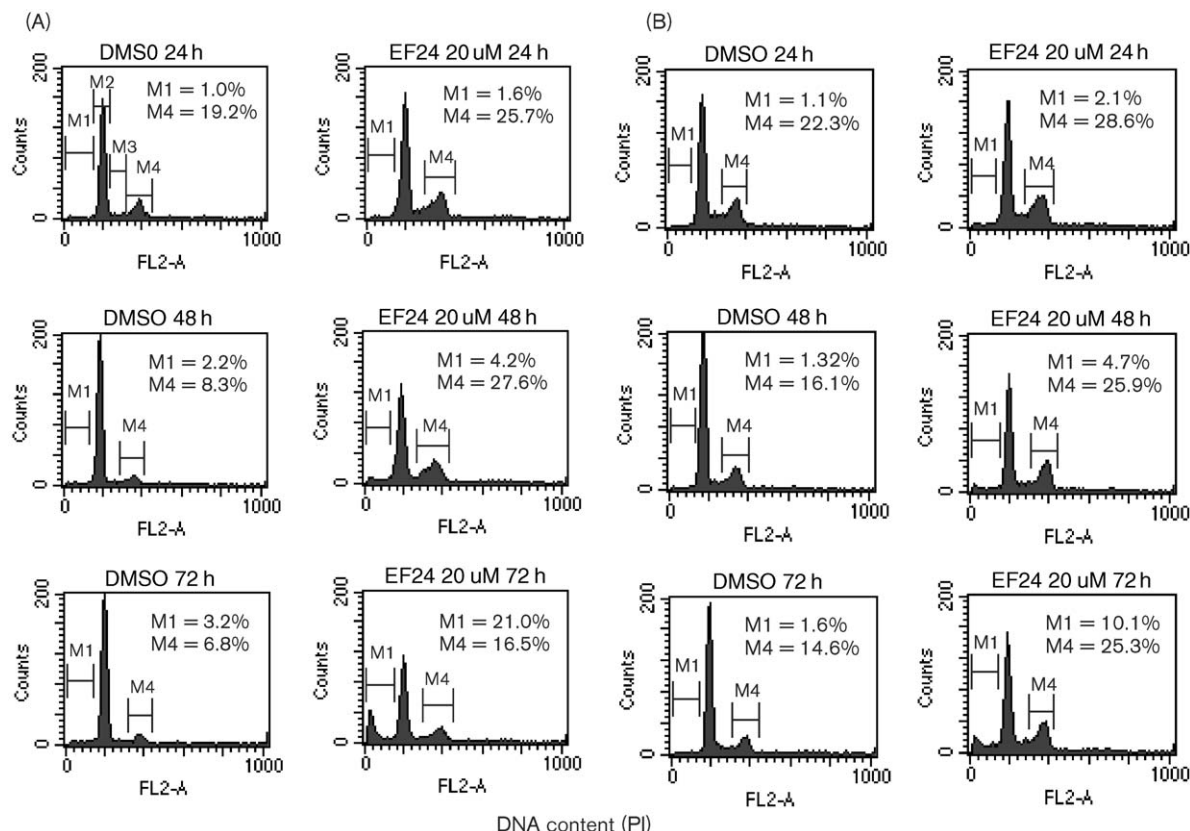 (A)
DMS0 24 h
200
Counts
0
M1
M2
M3
M4
M1 = 1.0%
M4 = 19.2%
0
1000
FL2-A
EF24 20 uM 24 h
200
Counts
0
M1
M4
M1 = 1.6%
M4 = 25.7%
0
1000
FL2-A
(B)
DMSO 24 h
200
Counts
0
M1
M4
M1 = 1.1%
M4 = 22.3%
0
1000
FL2-A
EF24 20 uM 24 h
200
Counts
0
M1
M4
M1 = 2.1%
M4 = 28.6%
0
1000
FL2-A
DMSO 48 h
200
Counts
0
M1
M4
M1 = 2.2%
M4 = 8.3%
0
1000
FL2-A
EF24 20 uM 48 h
200
Counts
0
M1
M4
M1 = 4.2%
M4 = 27.6%
0
1000
FL2-A
DMSO 48 h
200
Counts
0
M1
M4
M1 = 1.32%
M4 = 16.1%
0
1000
FL2-A
EF24 20 uM 48 h
200
Counts
0
M1
M4
M1 = 4.7%
M4 = 25.9%
0
1000
FL2-A
DMSO 72 h
200
Counts
0
M1
M4
M1 = 3.2%
M4 = 6.8%
0
1000
FL2-A
EF24 20 uM 72 h
200
Counts
0
M1
M4
M1 = 21.0%
M4 = 16.5%
0
1000
FL2-A
DMSO 72 h
200
Counts
0
M1
M4
M1 = 1.6%
M4 = 14.6%
0
1000
FL2-A
EF24 20 uM 72 h
200
Counts
0
M1
M4
M1 = 10.1%
M4 = 25.3%
0
1000
FL2-A
DNA content (PI)